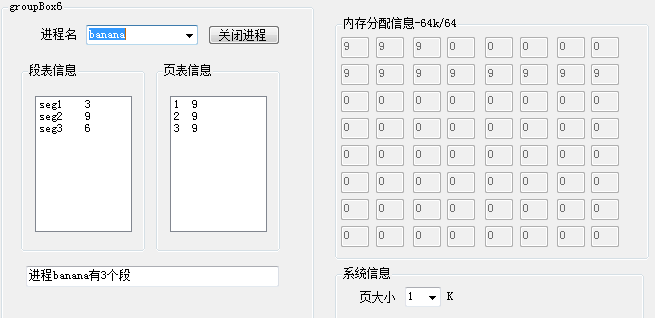 groupBox6
进程名 banana 关闭进程
段表信息 页表信息
seg1 3
seg2 9
seg3 6
1 9
2 9
3 9
进程banana有3个段
内存分配信息-64k/64
9 9 9 9 9 9 9 9
9 9 9 9 9 9 9 9
0 0 0 0 0 0 0 0
0 0 0 0 0 0 0 0
0 0 0 0 0 0 0 0
0 0 0 0 0 0 0 0
0 0 0 0 0 0 0 0
0 0 0 0 0 0 0 0
系统信息
页大小 1 K